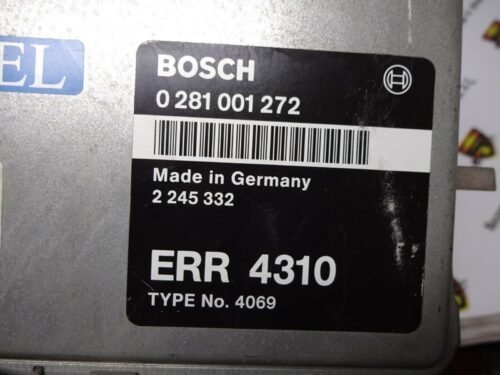 EL
BOSCH
0 281 001 272
Made in Germany
2 245 332
ERR 4310
TYPE No. 4069